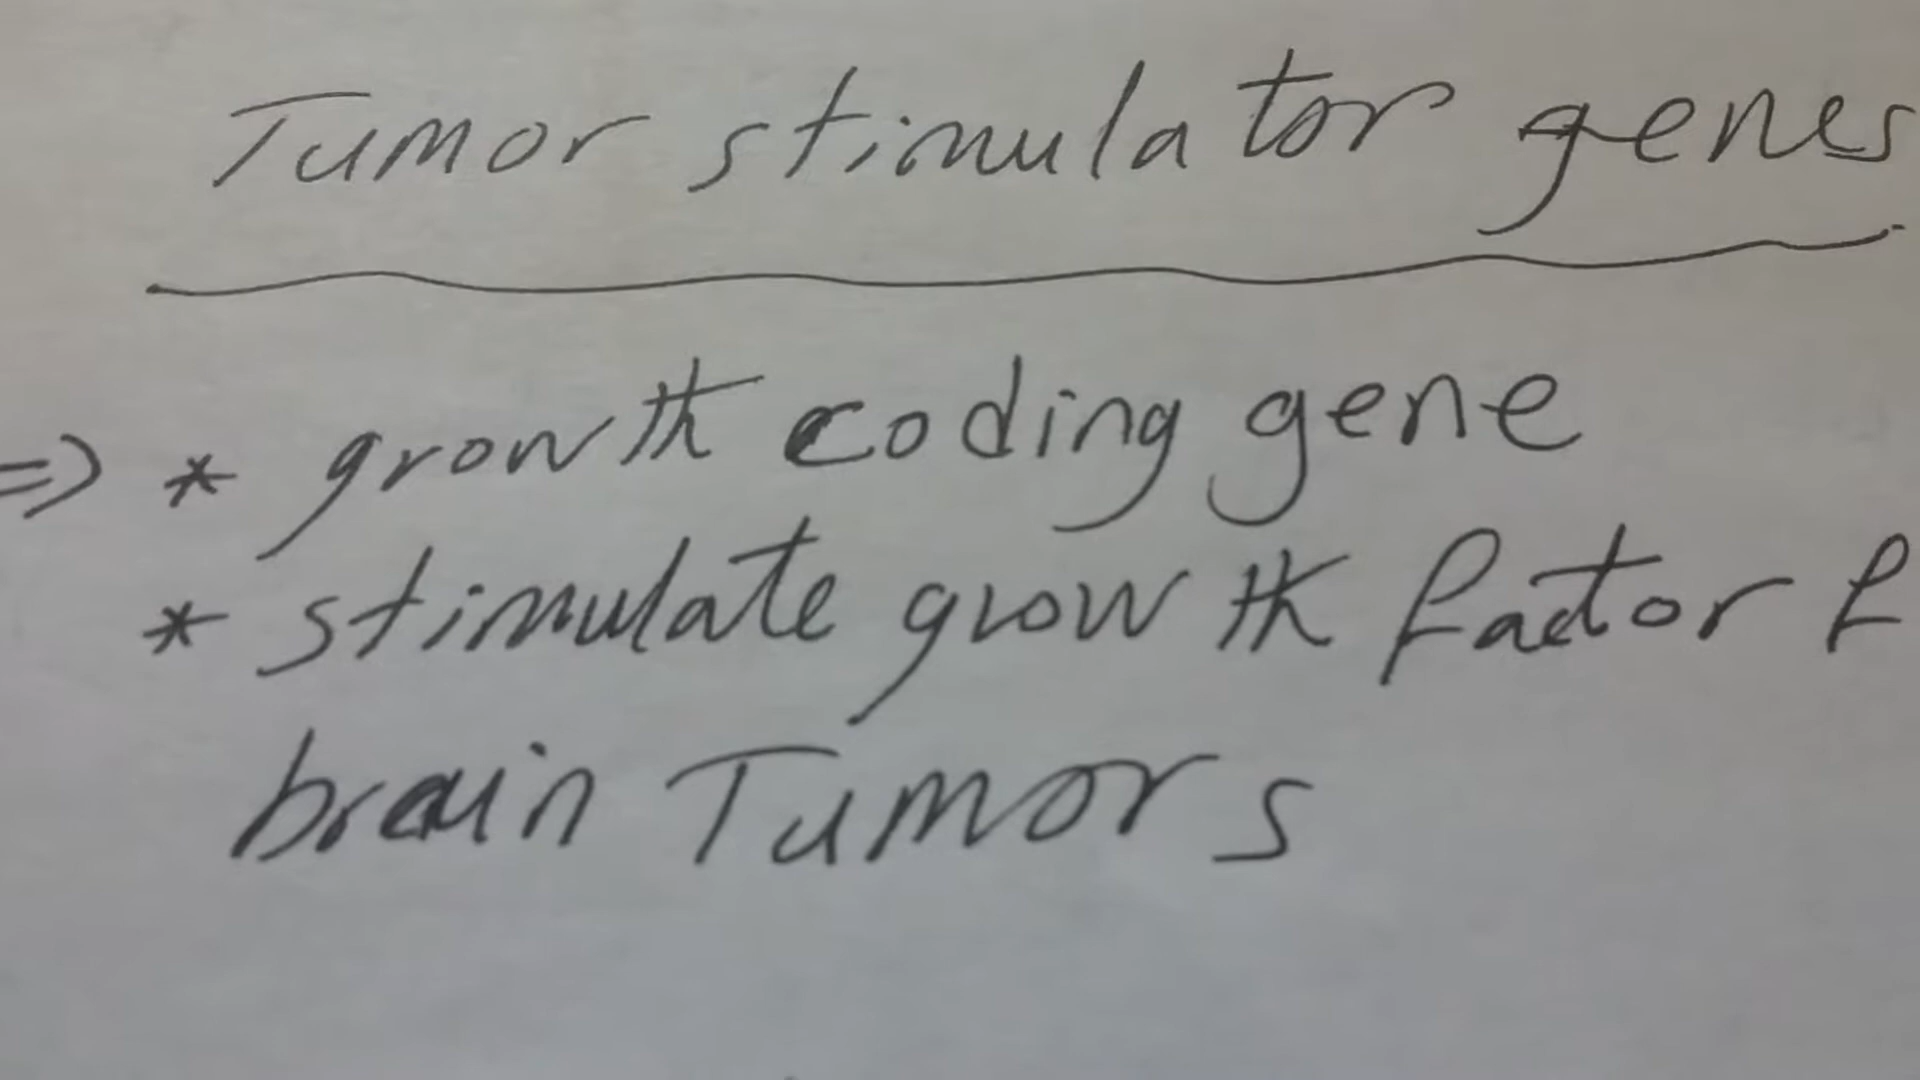 Tumor stimulator genes
=> * growth coding gene
* stimulate growth factor f
brain Tumors